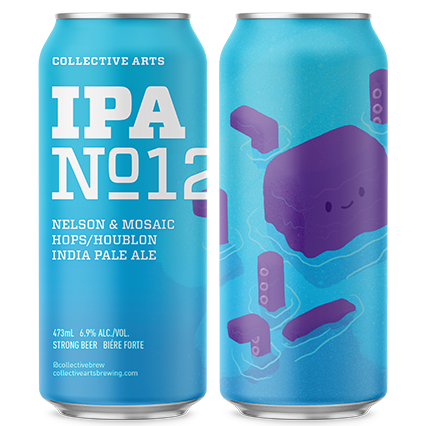 COLLECTIVE ARTS
IPA
No12
NELSON & MOSAIC
HOPS/HOUBLON
INDIA PALE ALE
473mL 6.9% ALC./VOL.
STRONG BEER BIÈRE FORTE
@collectivebrew
collectiveartsbrewing.com